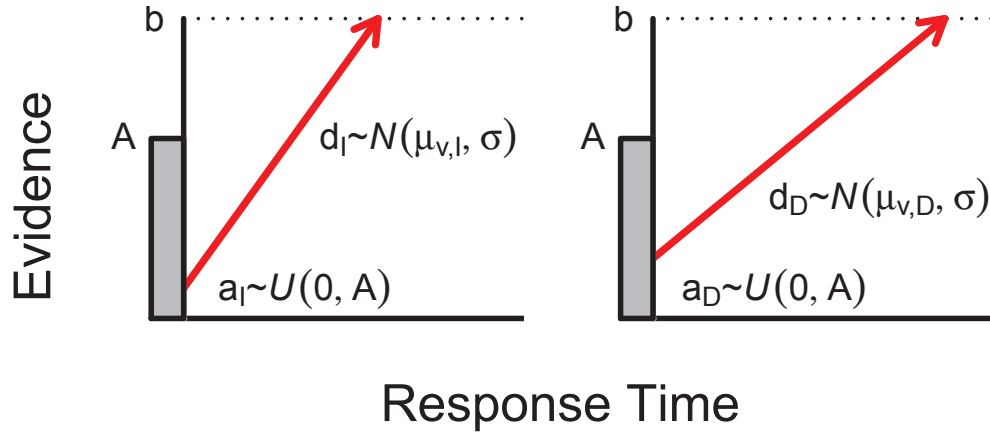 b
A
d_I~N(μ_v,I, σ)
a_I~U(0, A)
b
A
d_D~N(μ_v,D, σ)
a_D~U(0, A)
Evidence
Response Time